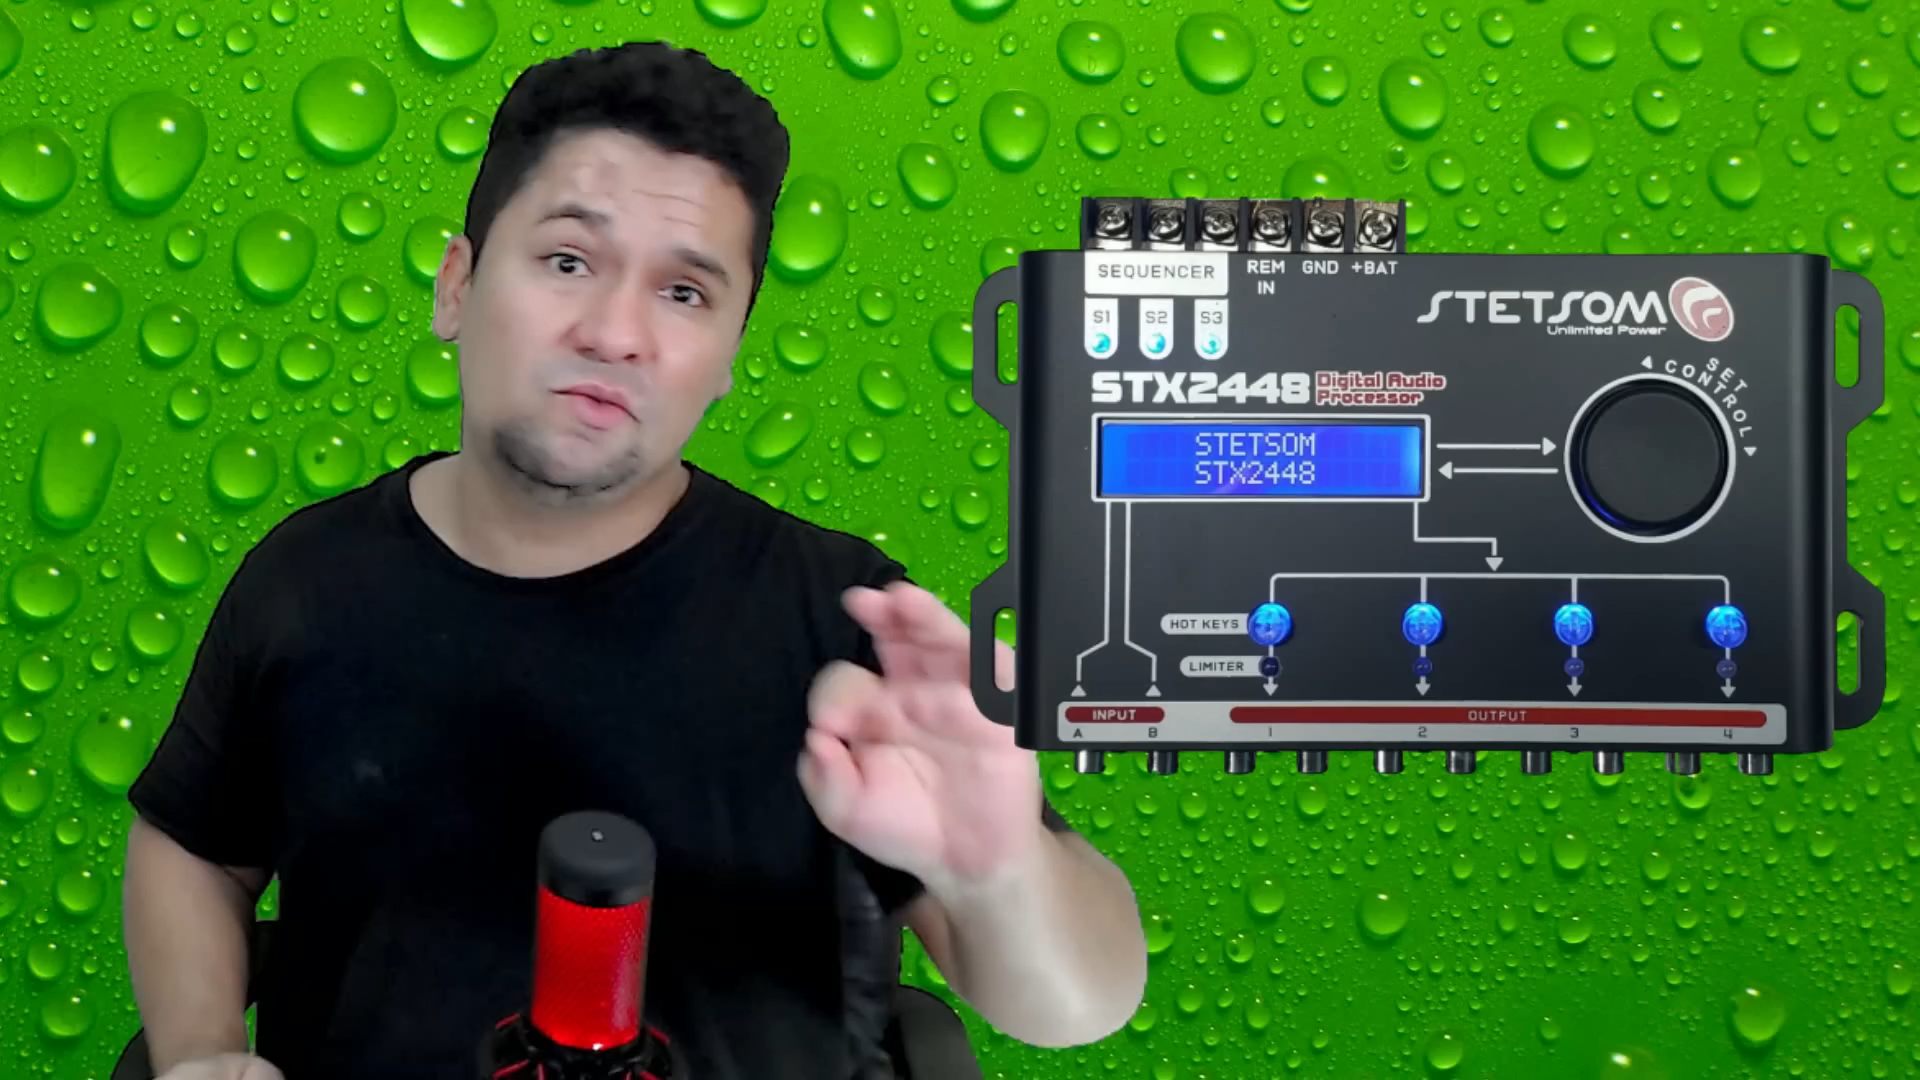 SEQUENCER
REM IN
GND
+BAT
S1
S2
S3
STETSOM
Unlimited Power
SET
CONTROL
STX2448 Digital Audio Processor
STETSOM
STX2448
HOT KEYS
LIMITER
INPUT
OUTPUT
A
B
1
2
3
4